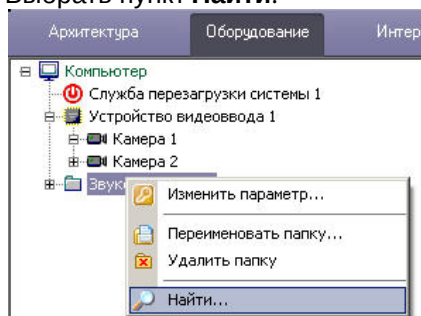 Выбрать пункт Найти.
Архитектура Оборудование Интер
Компьютер
Служба перезагрузки системы 1
Устройство видеоввода 1
Камера 1
Камера 2
Звук
Изменить параметр...
Переименовать папку...
Удалить папку
Найти...